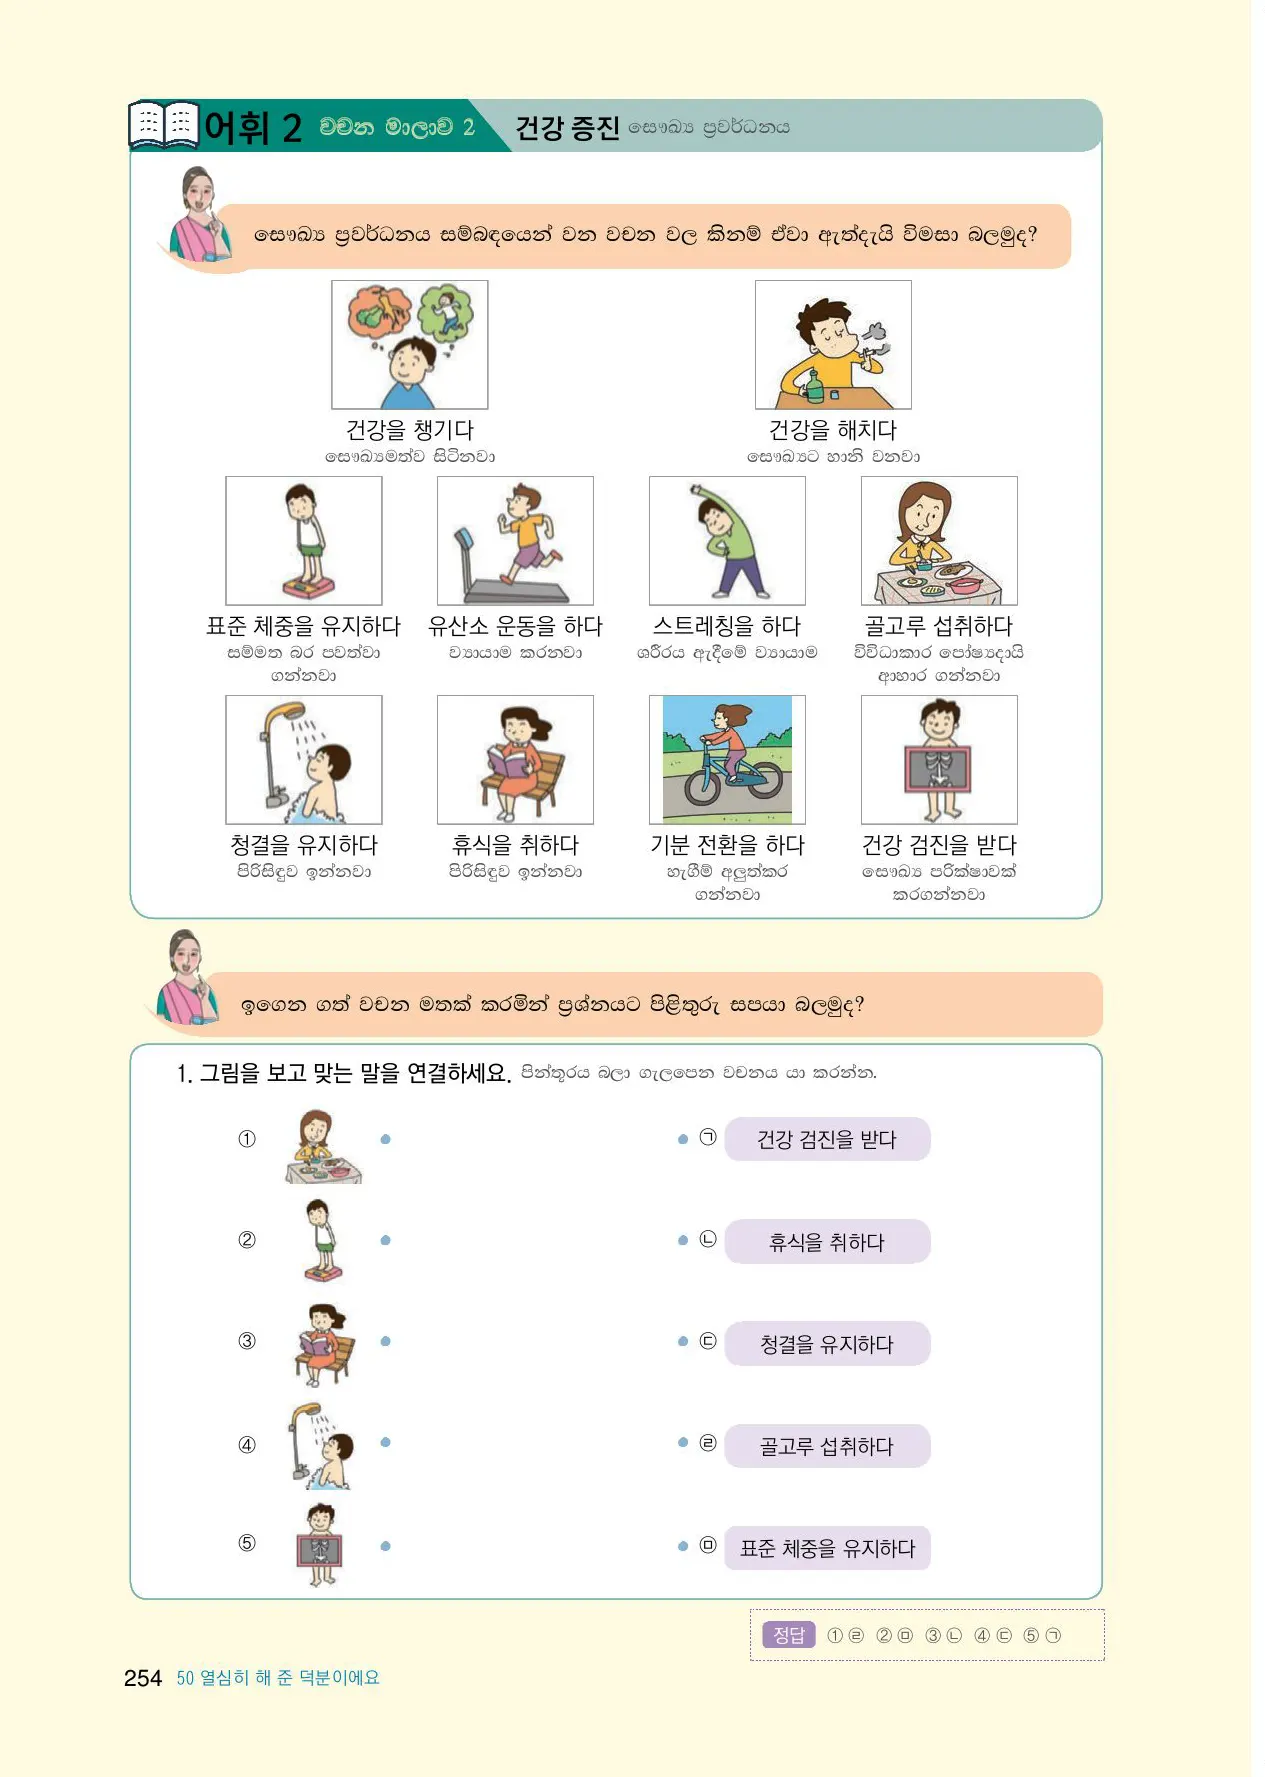 어휘 2 වචන මාලාව 2 건강 증진 සෞඛ්‍ය ප්‍රවර්ධනය
සෞඛ්‍ය ප්‍රවර්ධනය සම්බඳයෙන් වන වචන වල කිනම් ඒවා ඇත්දැයි විමසා බලමුද?
건강을 챙기다 건강을 해치다
සෞඛ්‍යමත්ව සිටිනවා සෞඛ්‍යට හානි වනවා
표준 체중을 유지하다 유산소 운동을 하다 스트레칭을 하다 골고루 섭취하다
සම්මත බර පවත්වා ව්‍යායාම කරනවා ශරීරය ඇදීමේ ව්‍යායාම විවිධාකාර පෝෂ්‍යදායි
ගන්නවා ආහාර ගන්නවා
청결을 유지하다 휴식을 취하다 기분 전환을 하다 건강 검진을 받다
පිරිසිඳුව ඉන්නවා පිරිසිඳුව ඉන්නවා හැගීම් අලුත්කර සෞඛ්‍ය පරික්ෂාවක්
ගන්නවා කරගන්නවා
ඉගෙන ගත් වචන මතක් කරමින් ප්‍රශ්නයට පිළිතුරු සපයා බලමුද?
1. 그림을 보고 맞는 말을 연결하세요. පින්තූරය බලා ගැලපෙන වචනය යා කරන්න.
① ㉠ 건강 검진을 받다
② ㉡ 휴식을 취하다
③ ㉢ 청결을 유지하다
④ ㉣ 골고루 섭취하다
⑤ ㉤ 표준 체중을 유지하다
정답 ① ㉣ ② ㉤ ③ ㉡ ④ ㉢ ⑤ ㉠
254 50 열심히 해 준 덕분이에요